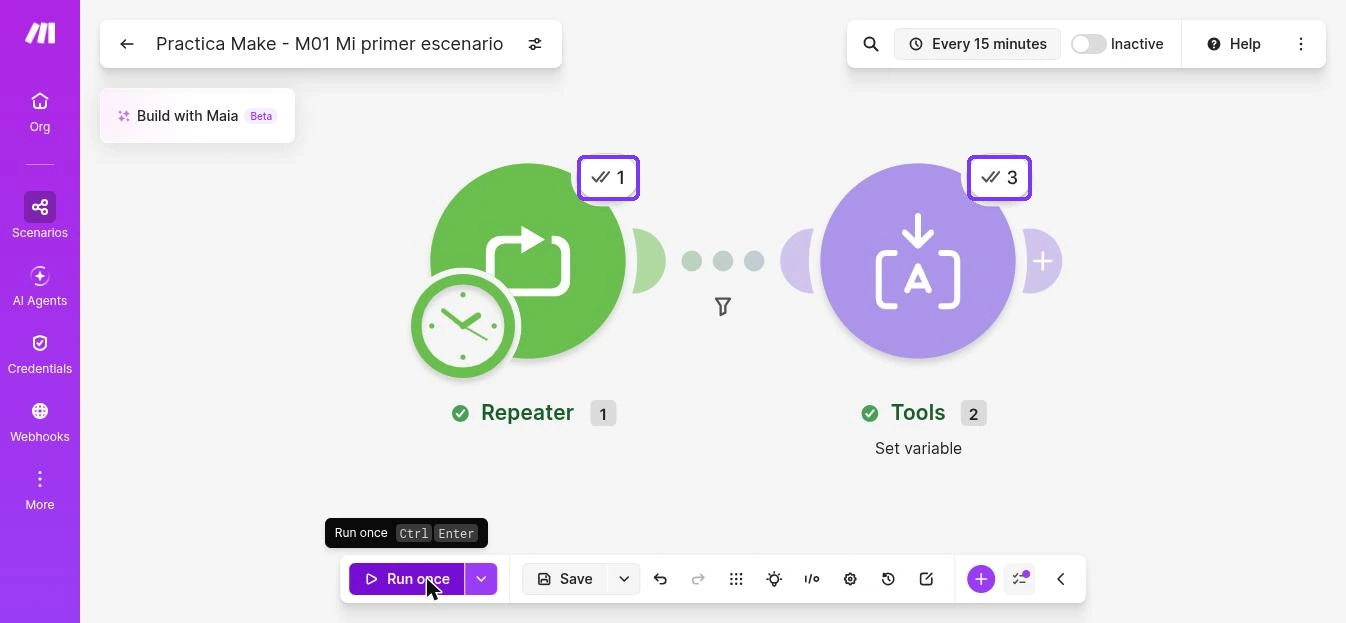 Practica Make - M01 Mi primer escenario
Every 15 minutes
Inactive
Help
Org
Build with Maia Beta
Scenarios
AI Agents
Credentials
Webhooks
More
1
3
A
Repeater 1
Tools 2
Set variable
Run once Ctrl Enter
Run once
Save